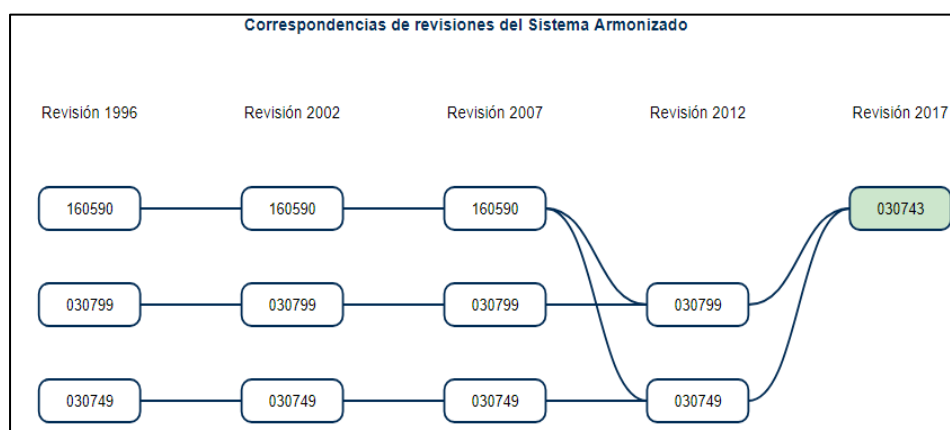 Correspondencias de revisiones del Sistema Armonizado
Revisión 1996 Revisión 2002 Revisión 2007 Revisión 2012 Revisión 2017
160590 160590 160590 030743
030799 030799 030799 030799
030749 030749 030749 030749